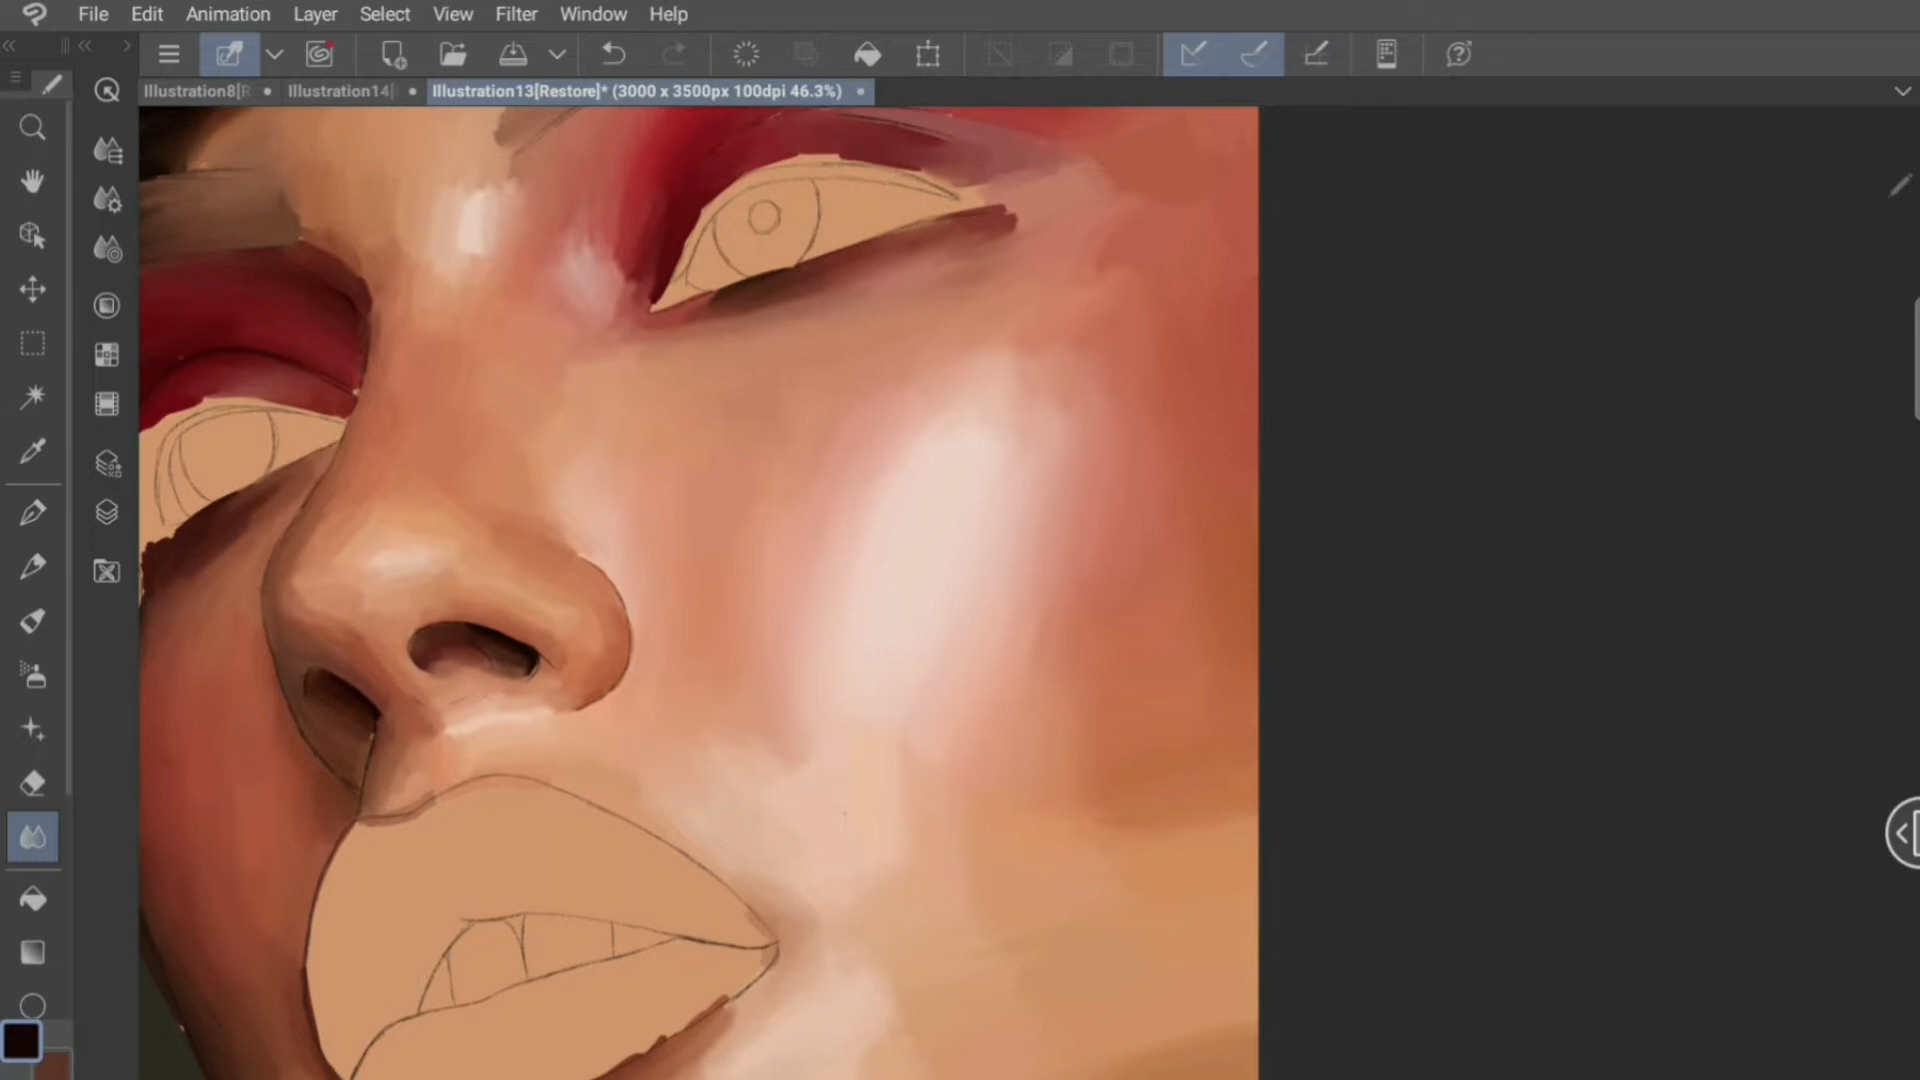 File Edit Animation Layer Select View Filter Window Help
Illustration8[R Illustration14[ Illustration13[Restore]* (3000 x 3500px 100dpi 46.3%)